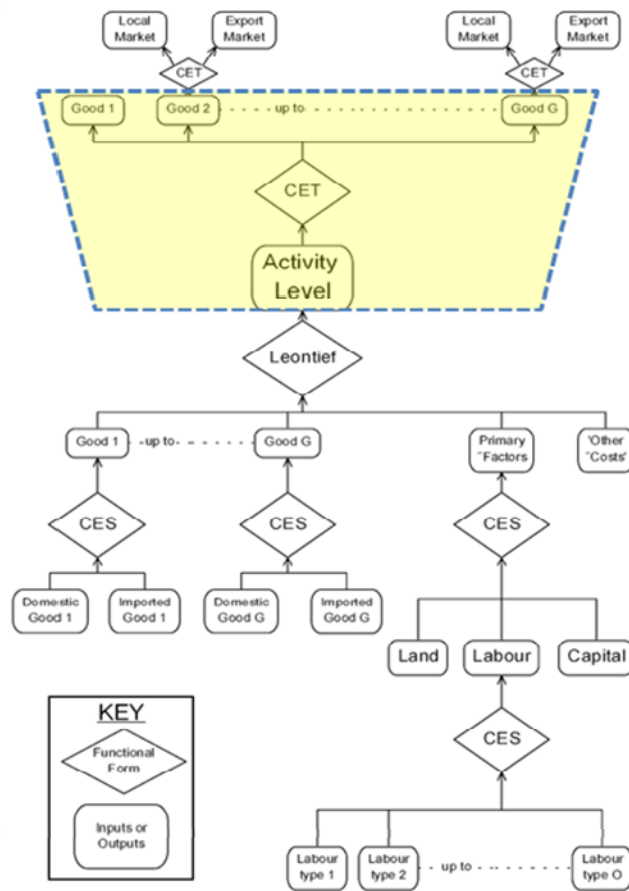 Local
Market
Export
Market
Local
Market
Export
Market
CET
CET
Good 1
Good 2
up to
Good G
CET
Activity
Level
Leontief
Good 1
up to
Good G
Primary
Factors
'Other
Costs'
CES
CES
CES
Domestic
Good 1
Imported
Good 1
Domestic
Good G
Imported
Good G
Land
Labour
Capital
KEY
Functional
Form
Inputs or
Outputs
CES
Labour
type 1
Labour
type 2
up to
Labour
type O